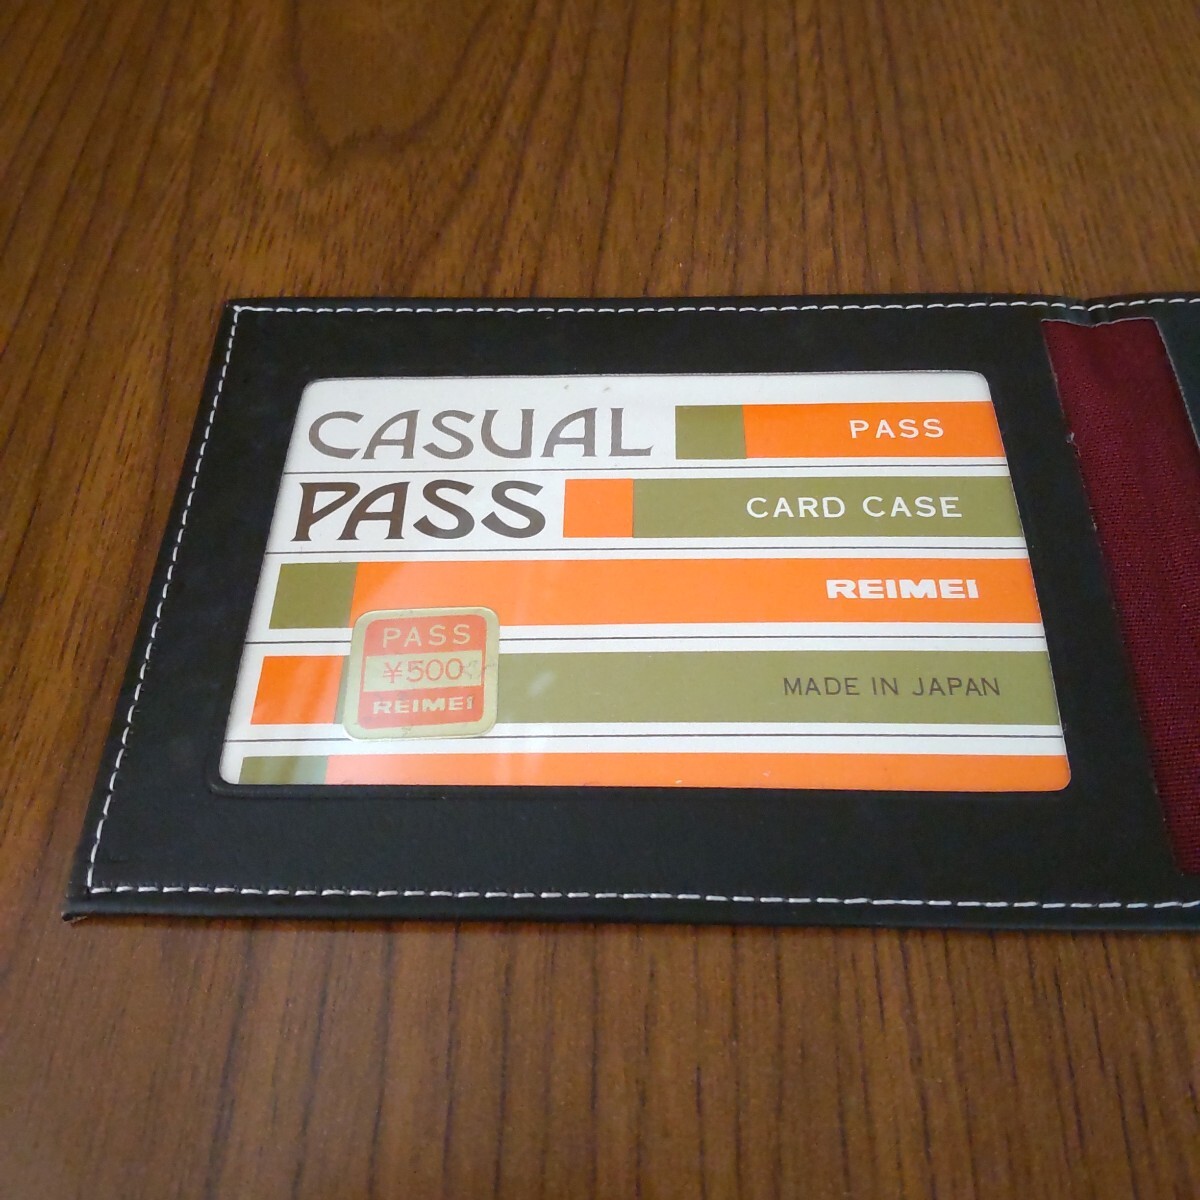 CASUAL
PASS
PASS
CARD CASE
REIMEI
MADE IN JAPAN
PASS
¥500
REIMEI